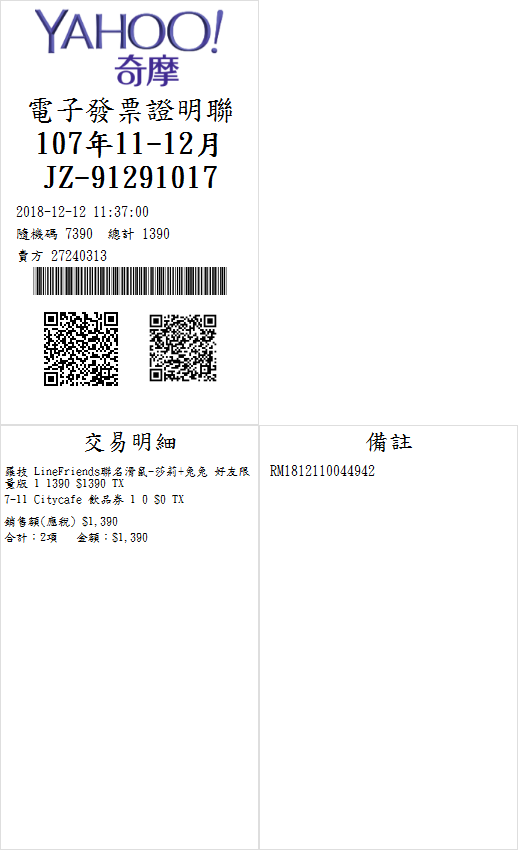 YAHOO!
奇摩
電子發票證明聯
107年11-12月
JZ-91291017
2018-12-12 11:37:00
隨機碼 7390 總計 1390
賣方 27240313
交易明細
羅技 LineFriends聯名滑鼠-莎莉+兔兔 好友限
量版 1 1390 $1390 TX
7-11 Citycafe 飲品券 1 0 $0 TX
銷售額(應稅) $1,390
合計：2項 金額：$1,390
備註
RM1812110044942